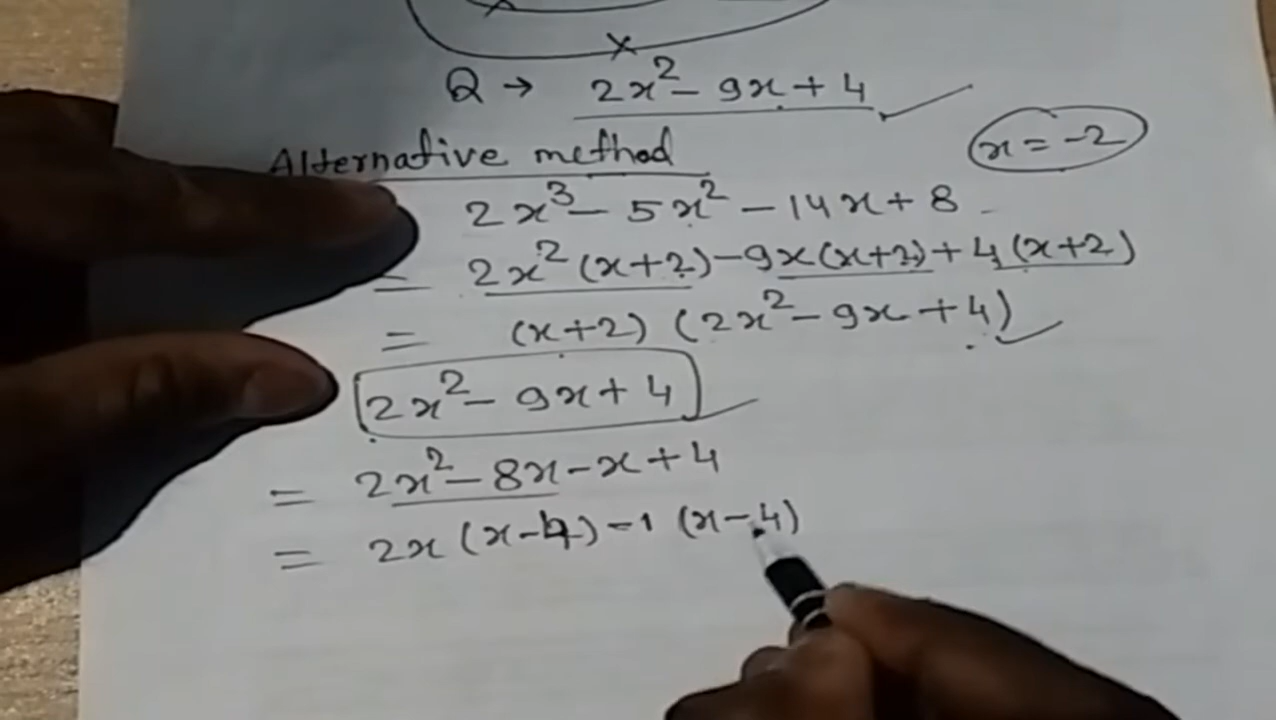 Q → 2x² - 9x + 4
x = -2
Alternative method
2x³ - 5x² - 14x + 8
= 2x² (x+2) - 9x(x+2) + 4(x+2)
= (x+2) (2x² - 9x + 4)
2x² - 9x + 4
= 2x² - 8x - x + 4
= 2x (x-4) - 1 (x-4)